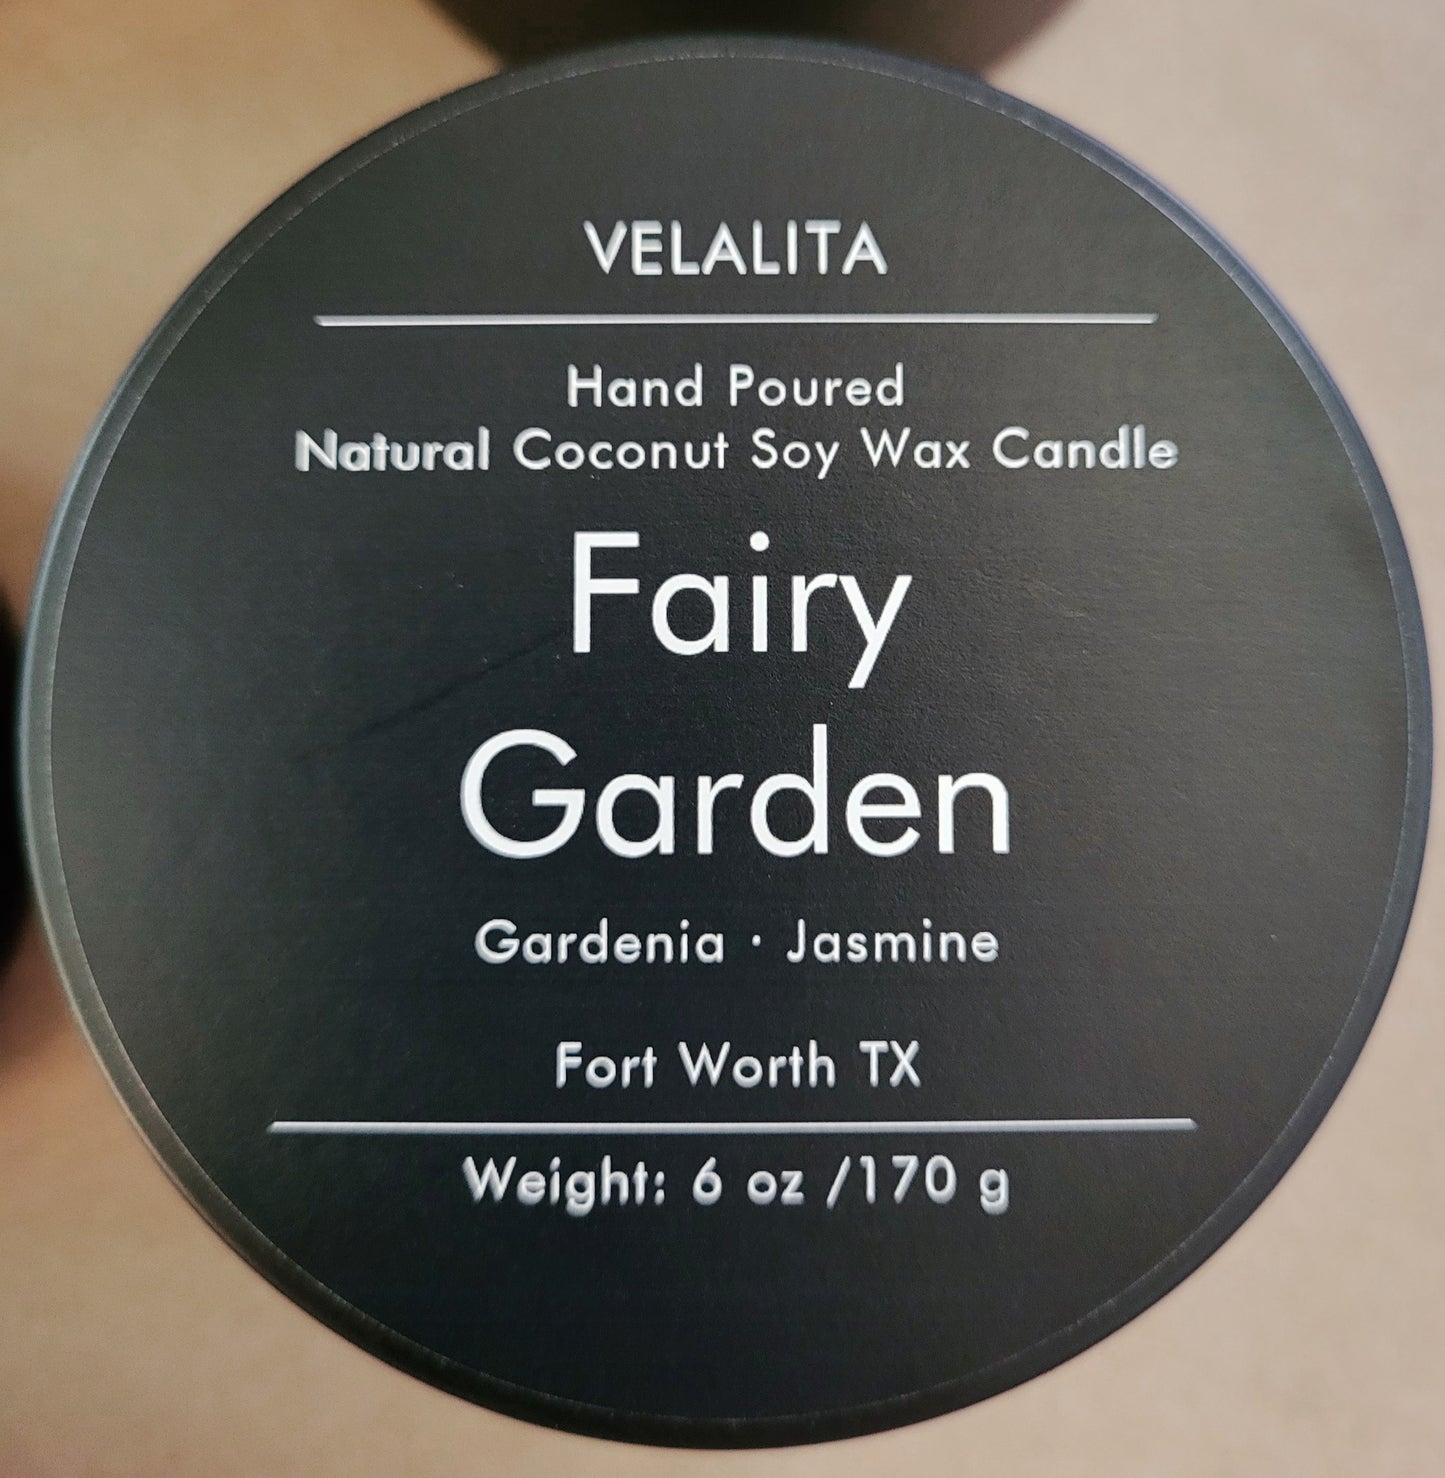 VELALITA
Hand Poured
Natural Coconut Soy Wax Candle
Fairy
Garden
Gardenia · Jasmine
Fort Worth TX
Weight: 6 oz /170 g